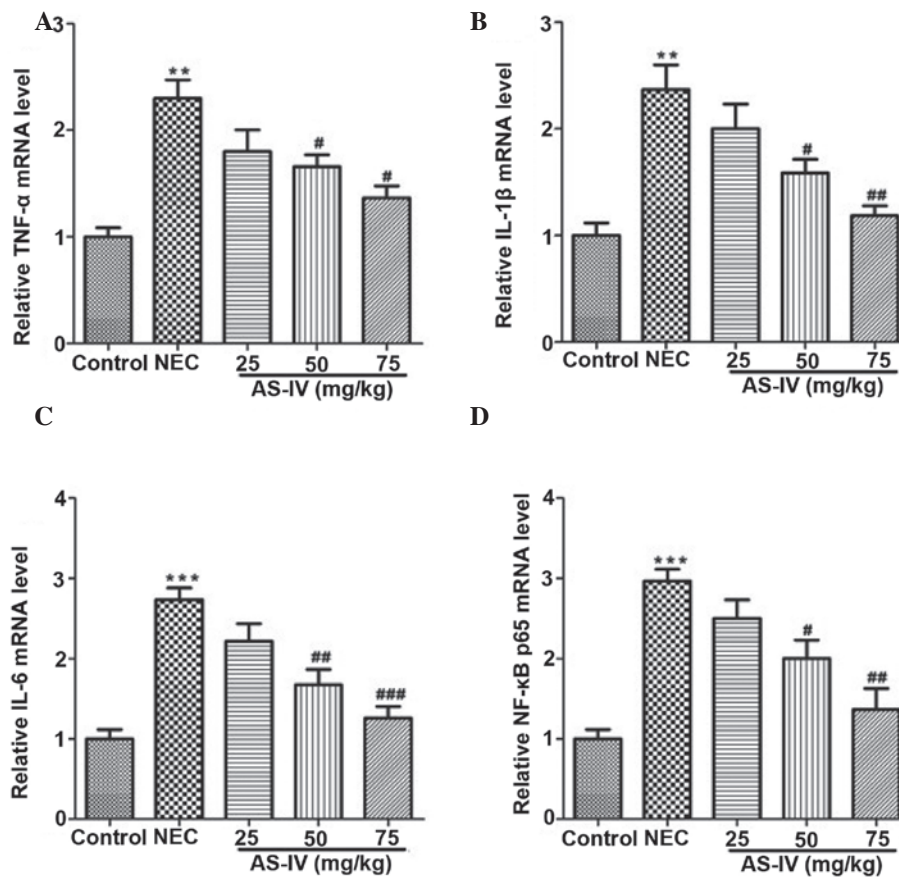 A
Relative TNF-α mRNA level
3
2
1
0
**
#
#
Control NEC 25 50 75
AS-IV (mg/kg)
B
Relative IL-1β mRNA level
3
2
1
0
**
#
##
Control NEC 25 50 75
AS-IV (mg/kg)
C
Relative IL-6 mRNA level
4
3
2
1
0
***
##
###
Control NEC 25 50 75
AS-IV (mg/kg)
D
Relative NF-κB p65 mRNA level
4
3
2
1
0
***
#
##
Control NEC 25 50 75
AS-IV (mg/kg)